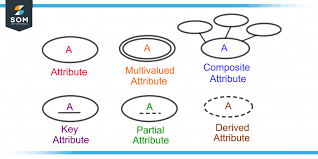 SOM
A
A
A
Attribute
Multivalued
Attribute
Composite
Attribute
A
A
A
Key
Attribute
Partial
Attribute
Derived
Attribute